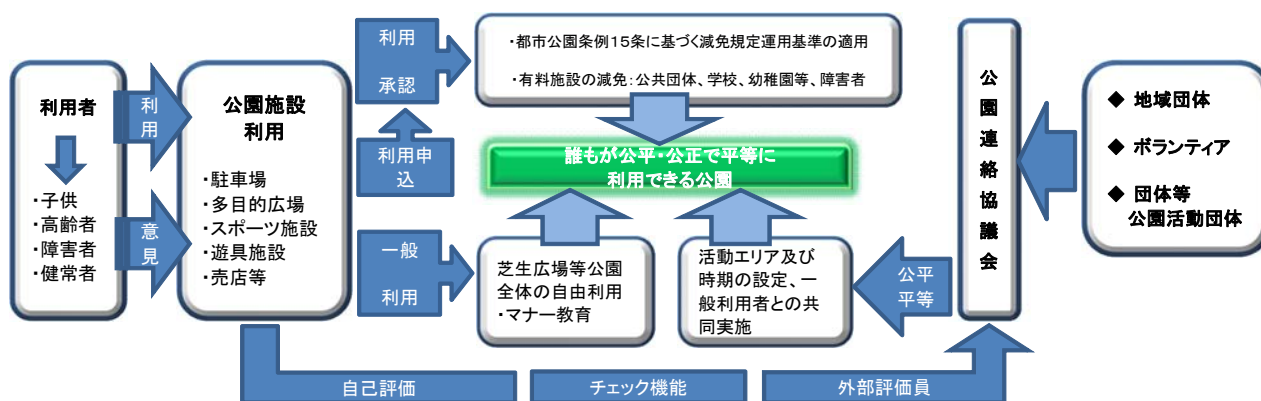 利用者
・子供
・高齢者
・障害者
・健常者
利
用
意
見
公園施設
利用
・駐車場
・多目的広場
・スポーツ施設
・遊具施設
・売店等
利用
承認
利用申
込
一般
利用
・都市公園条例15条に基づく減免規定運用基準の適用
・有料施設の減免：公共団体、学校、幼稚園等、障害者
誰もが公平・公正で平等に
利用できる公園
芝生広場等公園
全体の自由利用
・マナー教育
活動エリア及び
時期の設定、一
般利用者との共
同実施
公平
平等
公
園
連
絡
協
議
会
◆ 地域団体
◆ ボランティア
◆ 団体等
公園活動団体
自己評価
チェック機能
外部評価員